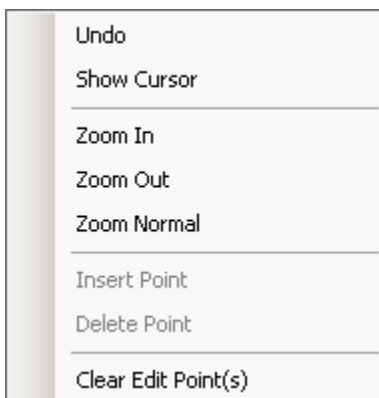 Undo
Show Cursor
Zoom In
Zoom Out
Zoom Normal
Insert Point
Delete Point
Clear Edit Point(s)